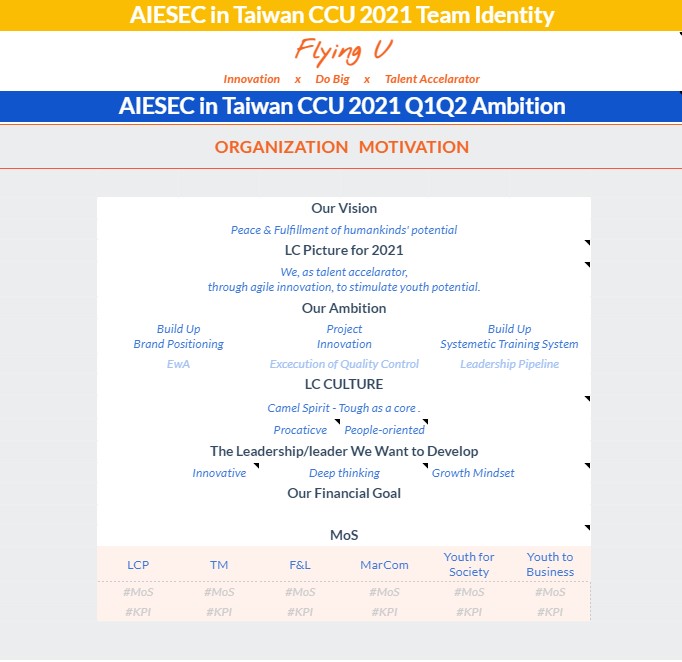 AIESEC in Taiwan CCU 2021 Team Identity
Flying U
Innovation x Do Big x Talent Accelarator
AIESEC in Taiwan CCU 2021 Q1Q2 Ambition
ORGANIZATION MOTIVATION
Our Vision
Peace & Fulfillment of humankinds' potential
LC Picture for 2021
We, as talent accelarator,
through agile innovation, to stimulate youth potential.
Our Ambition
Build Up Project Build Up
Brand Positioning Innovation Systemetic Training System
EwA Excecution of Quality Control Leadership Pipeline
LC CULTURE
Camel Spirit - Tough as a core .
Procaticve People-oriented
The Leadership/leader We Want to Develop
Innovative Deep thinking Growth Mindset
Our Financial Goal
MoS
LCP TM F&L MarCom Youth for Society Youth to Business
#MoS #MoS #MoS #MoS #MoS #MoS
#KPI #KPI #KPI #KPI #KPI #KPI